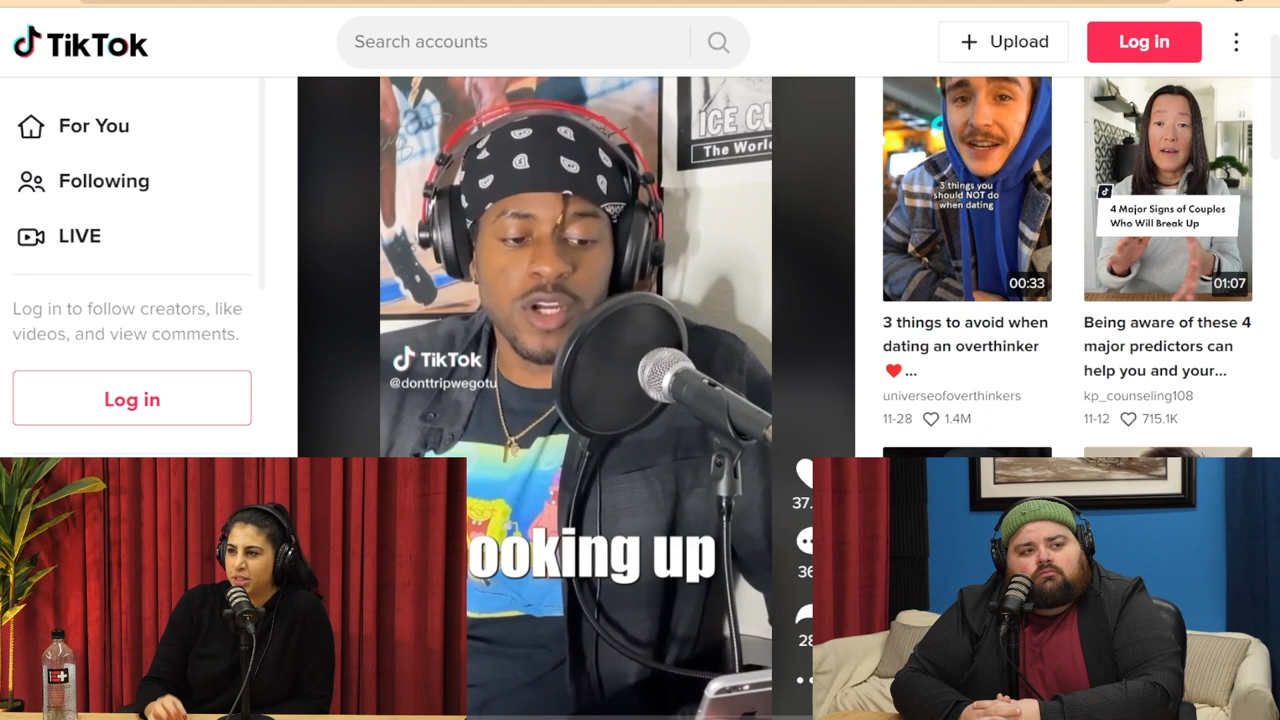 TikTok
Search accounts
Upload
Log in
For You
Following
LIVE
Log in to follow creators, like
videos, and view comments.
Log in
ICE CU
The World
TikTok
@donttripwegotu
ooking up
37.
36
28
3 things you
should NOT do
when dating
00:33
3 things to avoid when
dating an overthinker
❤️ ...
universeofoverthinkers
11-28 1.4M
4 Major Signs of Couples
Who Will Break Up
01:07
Being aware of these 4
major predictors can
help you and your...
kp_counseling108
11-12 715.1K